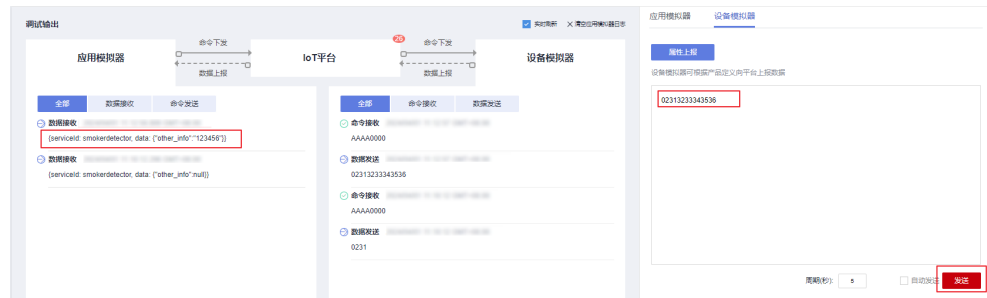 调试输出
实时刷新
清空应用模拟器日志
应用模拟器
命令下发
数据上报
IoT平台
26
命令下发
数据上报
设备模拟器
全部
数据接收
命令发送
数据接收
{serviceId: smokerdetector, data: {"other_info":"123456"}}
数据接收
{serviceId: smokerdetector, data: {"other_info":null}}
全部
命令接收
数据发送
命令接收
AAAA0000
数据发送
02313233343536
命令接收
AAAA0000
数据发送
0231
应用模拟器
设备模拟器
属性上报
设备模拟器可根据产品定义向平台上报数据
02313233343536
周期(秒): 5
自动发送
发送